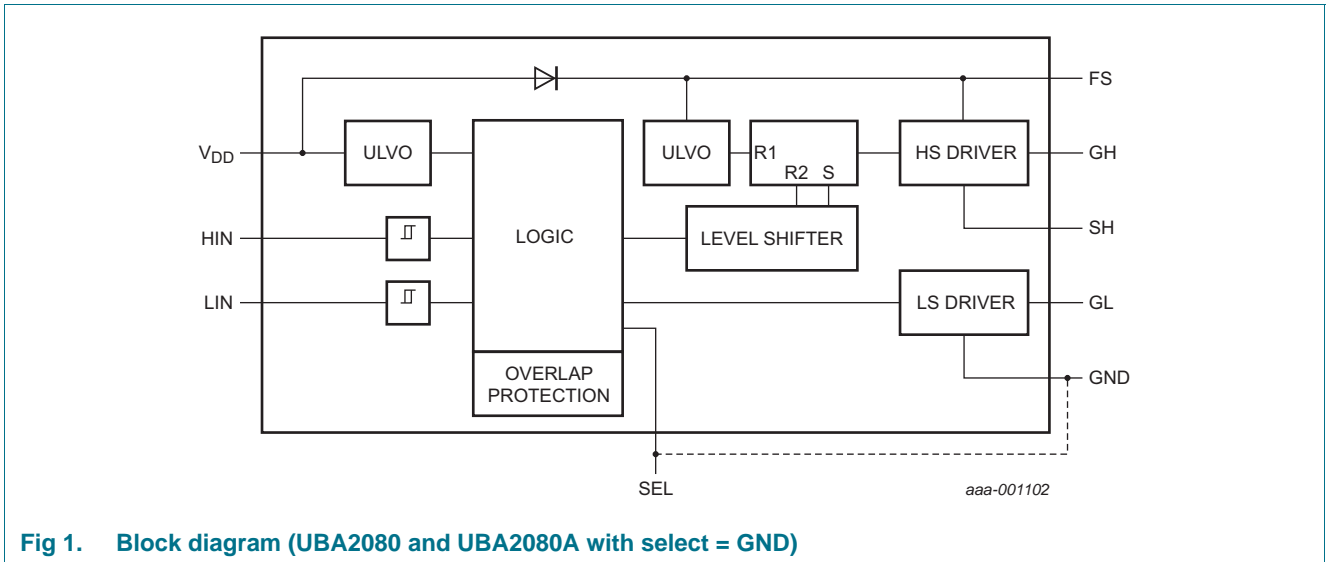 FS
V_DD
ULVO
ULVO
R1
R2 S
HS DRIVER
GH
HIN
LOGIC
LEVEL SHIFTER
SH
LIN
LS DRIVER
GL
OVERLAP
PROTECTION
GND
SEL
aaa-001102
Fig 1. Block diagram (UBA2080 and UBA2080A with select = GND)